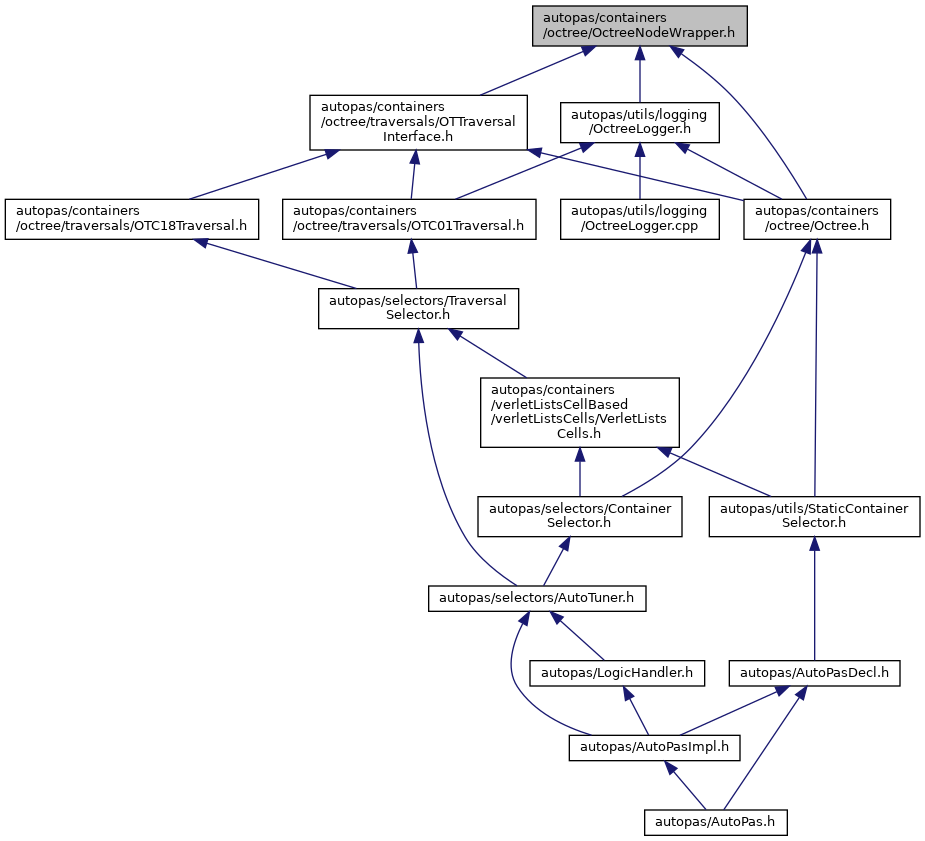 autopas/containers
/octree/OctreeNodeWrapper.h
autopas/containers
/octree/traversals/OTTraversal
Interface.h
autopas/utils/logging
/OctreeLogger.h
autopas/containers
/octree/traversals/OTC18Traversal.h
autopas/containers
/octree/traversals/OTC01Traversal.h
autopas/utils/logging
/OctreeLogger.cpp
autopas/containers
/octree/Octree.h
autopas/selectors/Traversal
Selector.h
autopas/containers
/verletListsCellBased
/verletListsCells/VerletLists
Cells.h
autopas/selectors/Container
Selector.h
autopas/utils/StaticContainer
Selector.h
autopas/selectors/AutoTuner.h
autopas/LogicHandler.h
autopas/AutoPasDecl.h
autopas/AutoPasImpl.h
autopas/AutoPas.h